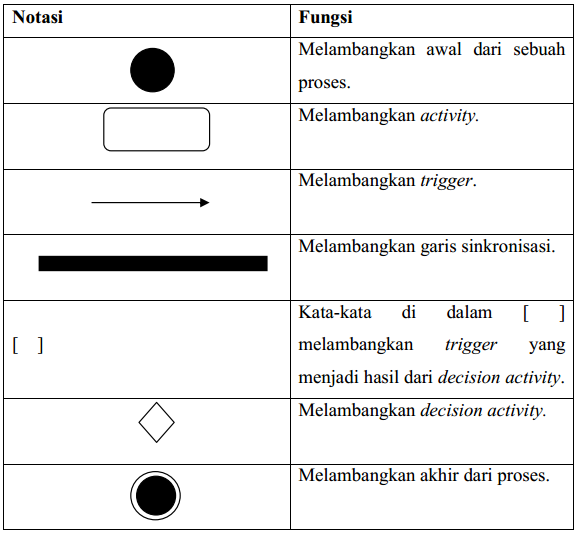 Notasi
Fungsi
Melambangkan awal dari sebuah
proses.
Melambangkan activity.
Melambangkan trigger.
Melambangkan garis sinkronisasi.
[ ]
Kata-kata di dalam [ ]
melambangkan trigger yang
menjadi hasil dari decision activity.
Melambangkan decision activity.
Melambangkan akhir dari proses.